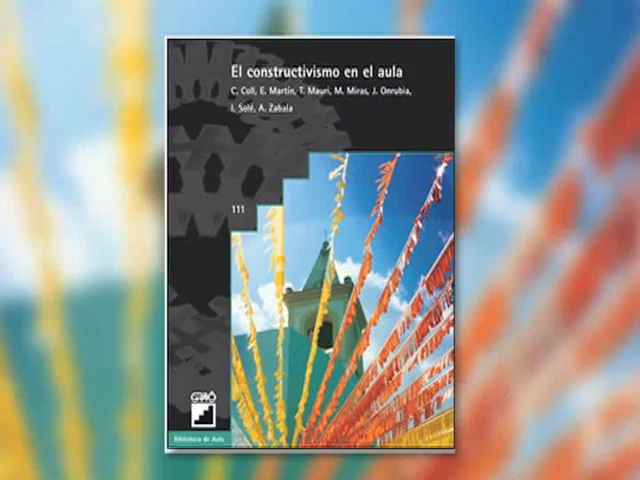 El constructivismo en el aula
C. Coll, E. Martín, T. Mauri, M. Miras, J. Onrubia,
I. Solé, A. Zabala
111
GRAÓ
Biblioteca de Aula